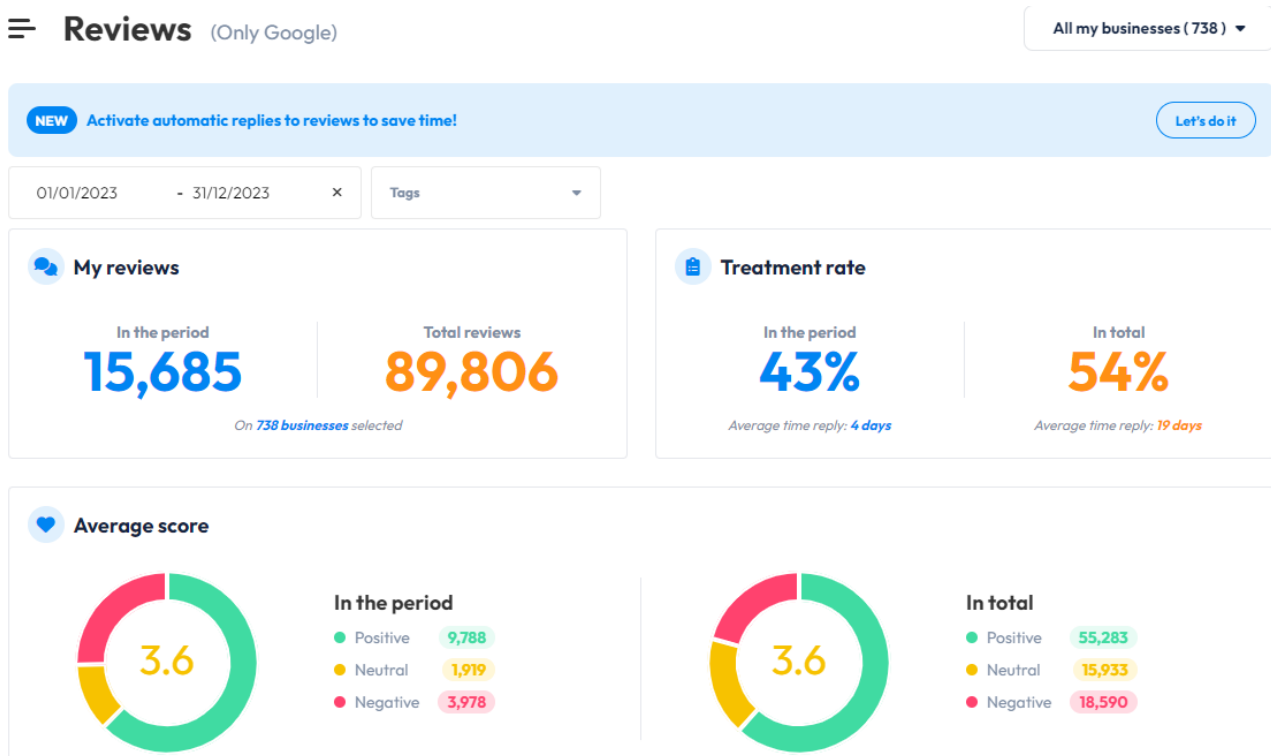 Reviews (Only Google)
All my businesses ( 738 )
NEW Activate automatic replies to reviews to save time!
Let's do it
01/01/2023 - 31/12/2023 ×
Tags
My reviews
In the period
15,685
Total reviews
89,806
On 738 businesses selected
Treatment rate
In the period
43%
Average time reply: 4 days
In total
54%
Average time reply: 19 days
Average score
3.6
In the period
Positive 9,788
Neutral 1,919
Negative 3,978
3.6
In total
Positive 55,283
Neutral 15,933
Negative 18,590